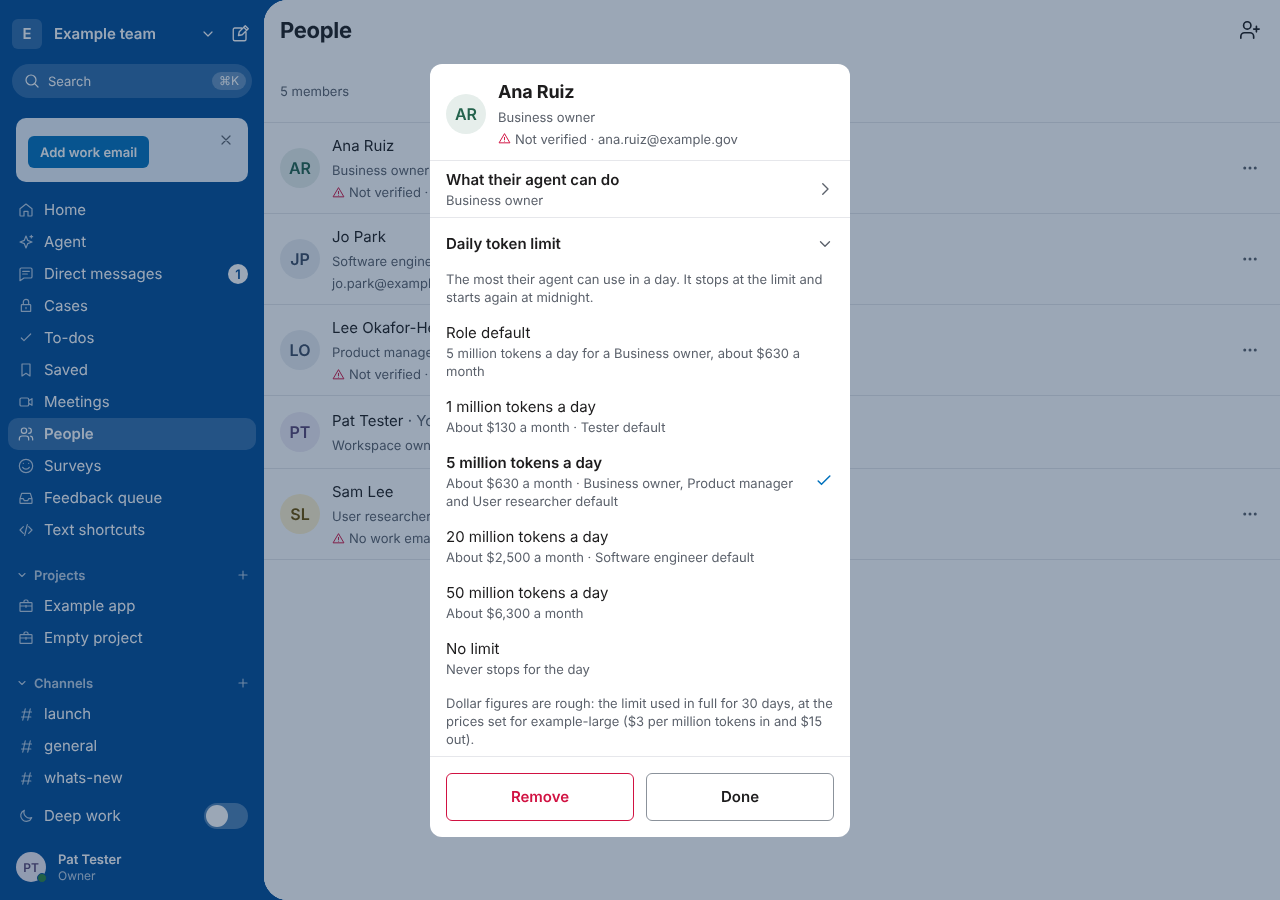 E Example team
Search ⌘K
Add work email
Home
Agent
Direct messages 1
Cases
To-dos
Saved
Meetings
People
Surveys
Feedback queue
Text shortcuts
Projects
Example app
Empty project
Channels
launch
general
whats-new
Deep work
PT Pat Tester
Owner
People
5 members
AR Ana Ruiz
Business owner
Not verified ·
JP Jo Park
Software
jo.park@
LO Lee
Product
Not verified ·
PT Pat Tester ·
Workspace
SL Sam Lee
User researcher
No work
AR Ana Ruiz
Business owner
Not verified · ana.ruiz@example.gov
What their agent can do
Business owner
Daily token limit
The most their agent can use in a day. It stops at the limit and
starts again at midnight.
Role default
5 million tokens a day for a Business owner, about $630 a
month
1 million tokens a day
About $130 a month · Tester default
5 million tokens a day
About $630 a month · Business owner, Product manager
and User researcher default
20 million tokens a day
About $2,500 a month · Software engineer default
50 million tokens a day
About $6,300 a month
No limit
Never stops for the day
Dollar figures are rough: the limit used in full for 30 days, at the
prices set for example-large ($3 per million tokens in and $15
out).
Remove Done